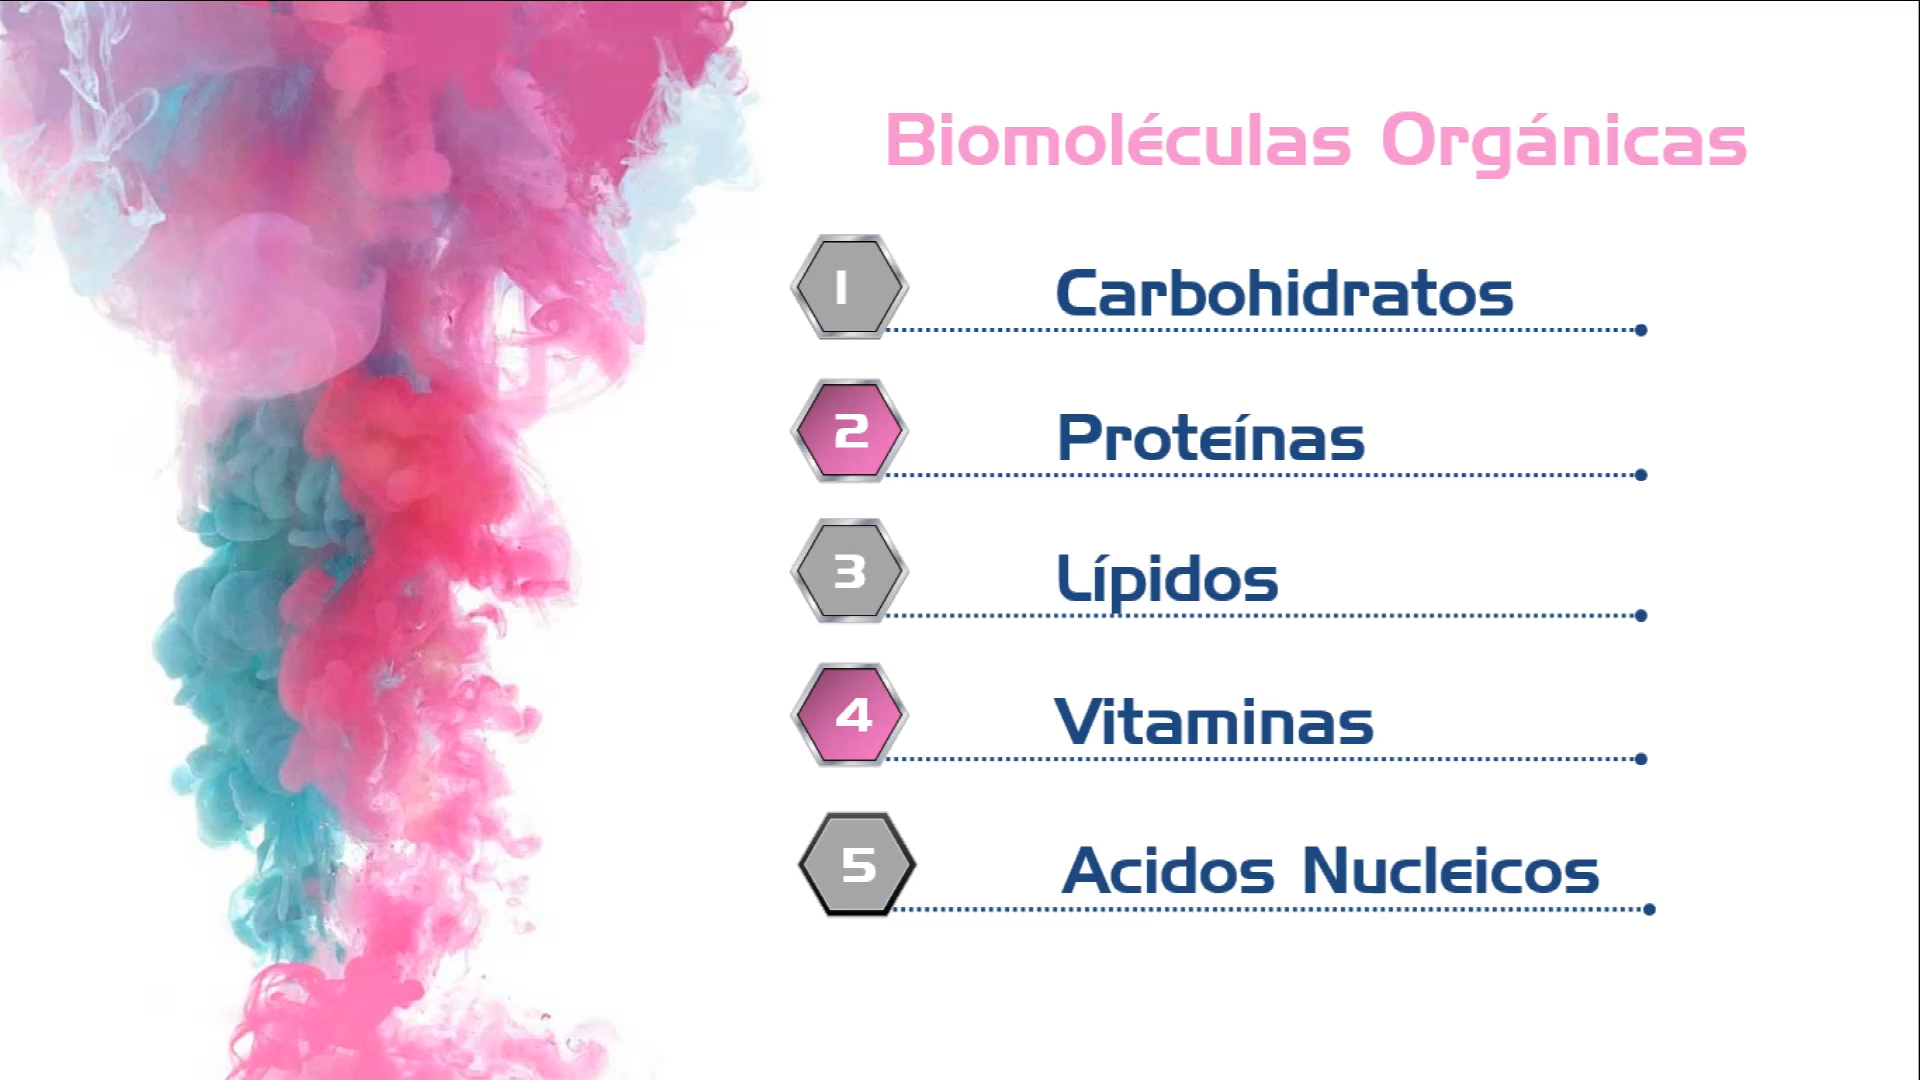 Biomoléculas Orgánicas
1 Carbohidratos
2 Proteínas
3 Lípidos
4 Vitaminas
5 Acidos Nucleicos